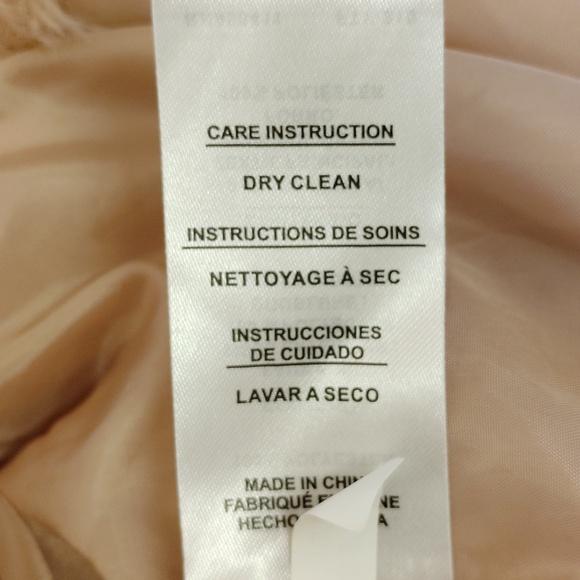 CARE INSTRUCTION
DRY CLEAN
INSTRUCTIONS DE SOINS
NETTOYAGE À SEC
INSTRUCCIONES
DE CUIDADO
LAVAR A SECO
MADE IN
FABRIQUÉ
HECHO